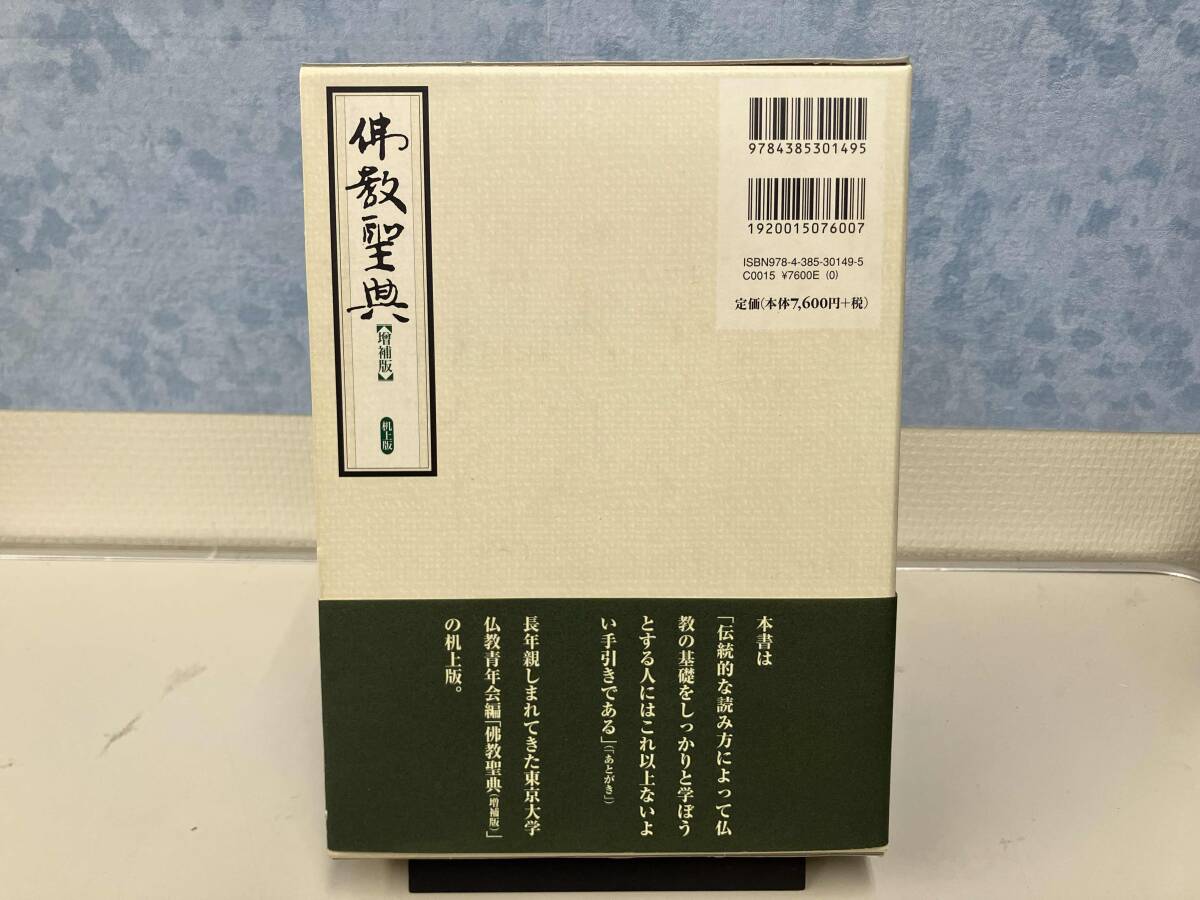 佛教聖典
【増補版】
机上版
9784385301495
1920015076007
ISBN978-4-385-30149-5
C0015 ¥7600E (0)
定価(本体7,600円+税)
本書は
「伝統的な読み方によって仏
教の基礎をしっかりと学ぼう
とする人にはこれ以上ないよ
い手引きである」(「あとがき」)
長年親しまれてきた東京大学
仏教青年会編「佛教聖典(増補版)」
の机上版。